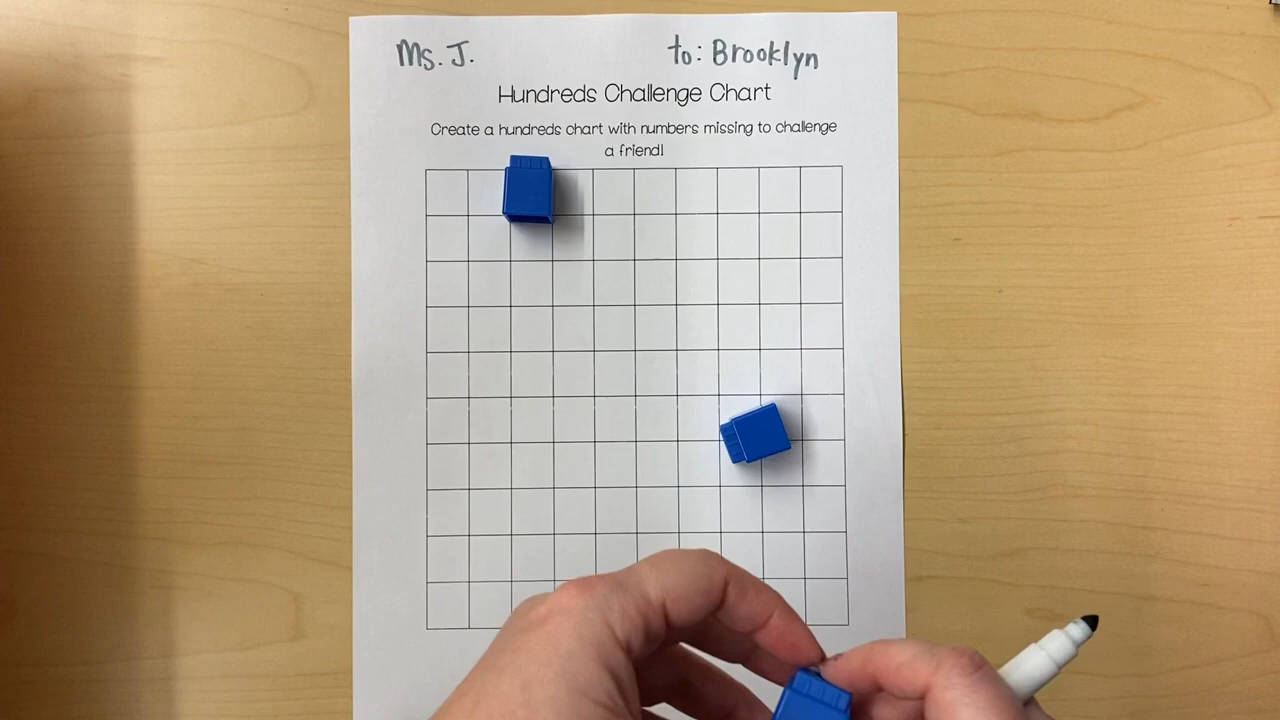 Ms. J. to: Brooklyn
Hundreds Challenge Chart
Create a hundreds chart with numbers missing to challenge
a friend!